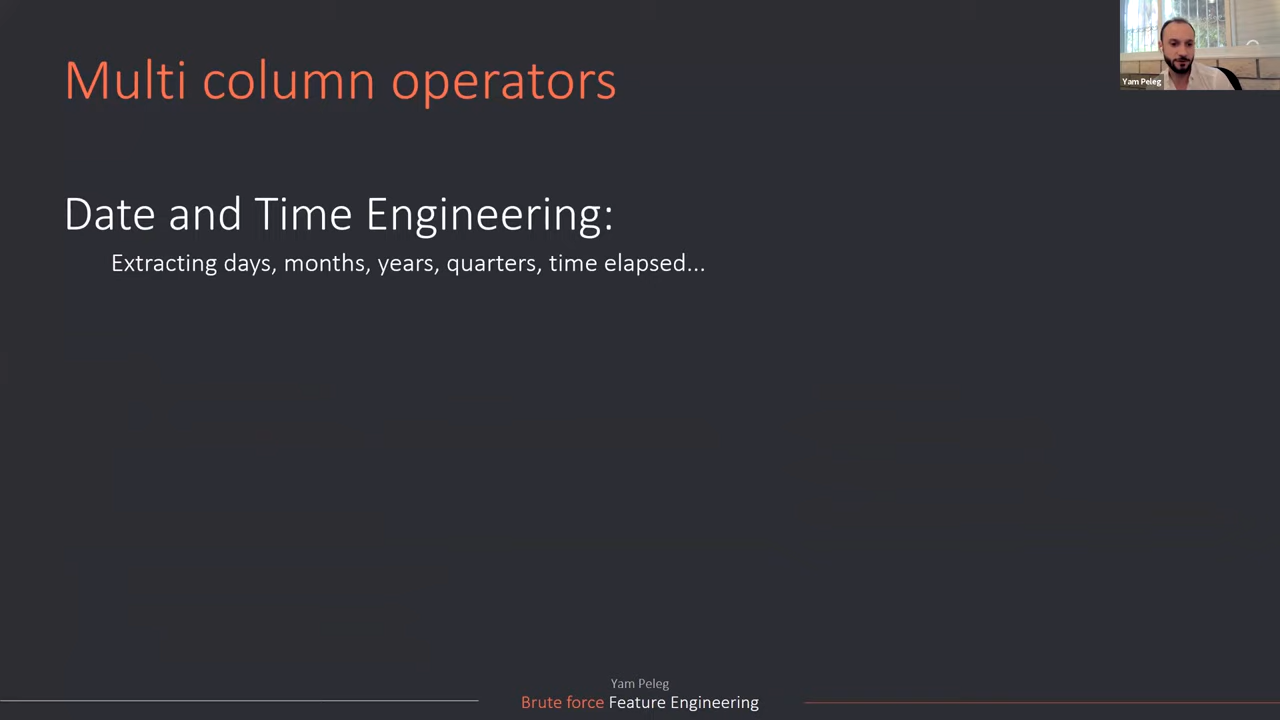 Multi column operators
Yam Peleg
Date and Time Engineering:
Extracting days, months, years, quarters, time elapsed...
Yam Peleg
Brute force Feature Engineering